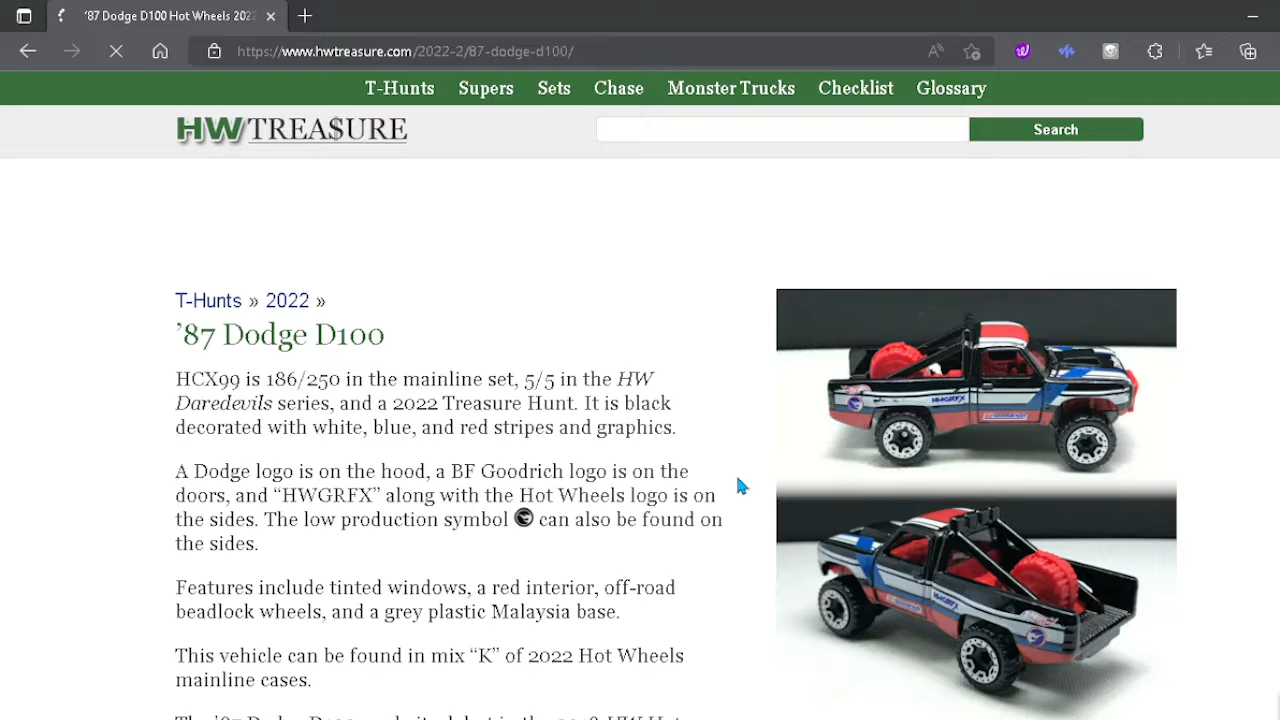 '87 Dodge D100 Hot Wheels 202
https://www.hwtreasure.com/2022-2/87-dodge-d100/
T-Hunts Supers Sets Chase Monster Trucks Checklist Glossary
HW TREA$URE
Search
T-Hunts » 2022 »
’87 Dodge D100
HCX99 is 186/250 in the mainline set, 5/5 in the HW
Daredevils series, and a 2022 Treasure Hunt. It is black
decorated with white, blue, and red stripes and graphics.
A Dodge logo is on the hood, a BF Goodrich logo is on the
doors, and “HWGRFX” along with the Hot Wheels logo is on
the sides. The low production symbol can also be found on
the sides.
Features include tinted windows, a red interior, off-road
beadlock wheels, and a grey plastic Malaysia base.
This vehicle can be found in mix “K” of 2022 Hot Wheels
mainline cases.
HWGRFX
HWGRFX